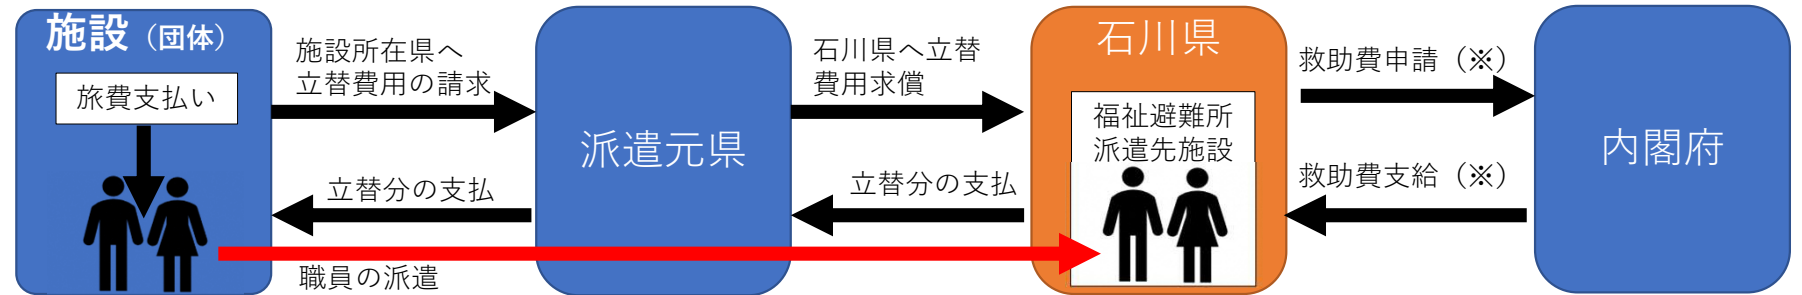 施設（団体）
旅費支払い
施設所在県へ
立替費用の請求
立替分の支払
職員の派遣
派遣元県
石川県へ立替
費用求償
立替分の支払
石川県
福祉避難所
派遣先施設
救助費申請（※）
救助費支給（※）
内閣府